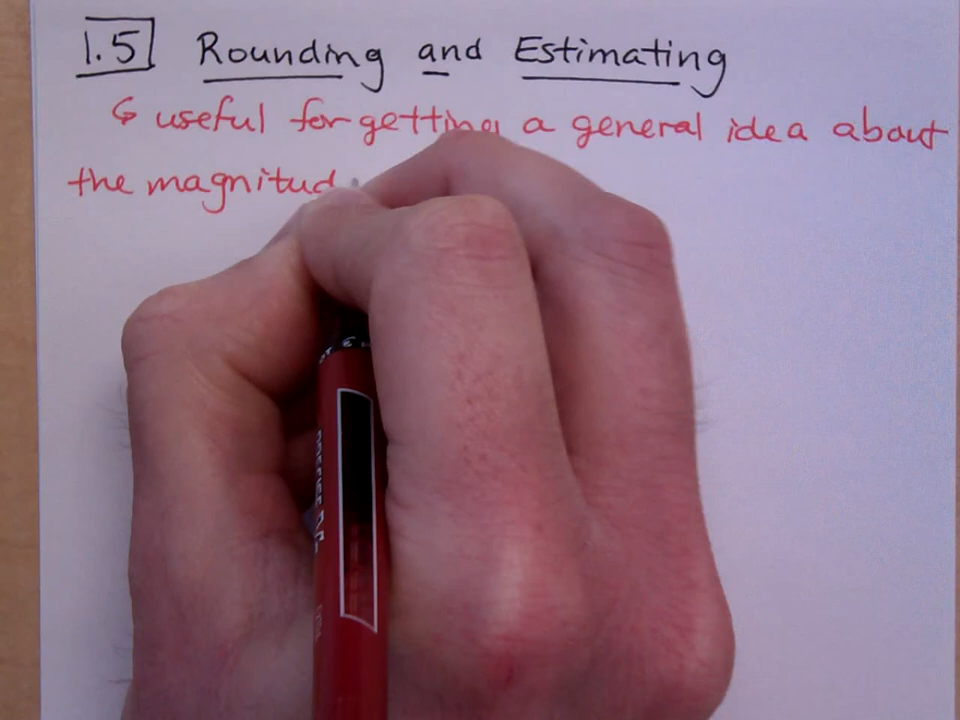 1.5 Rounding and Estimating
↳ useful for getting a general idea about
the magnitud